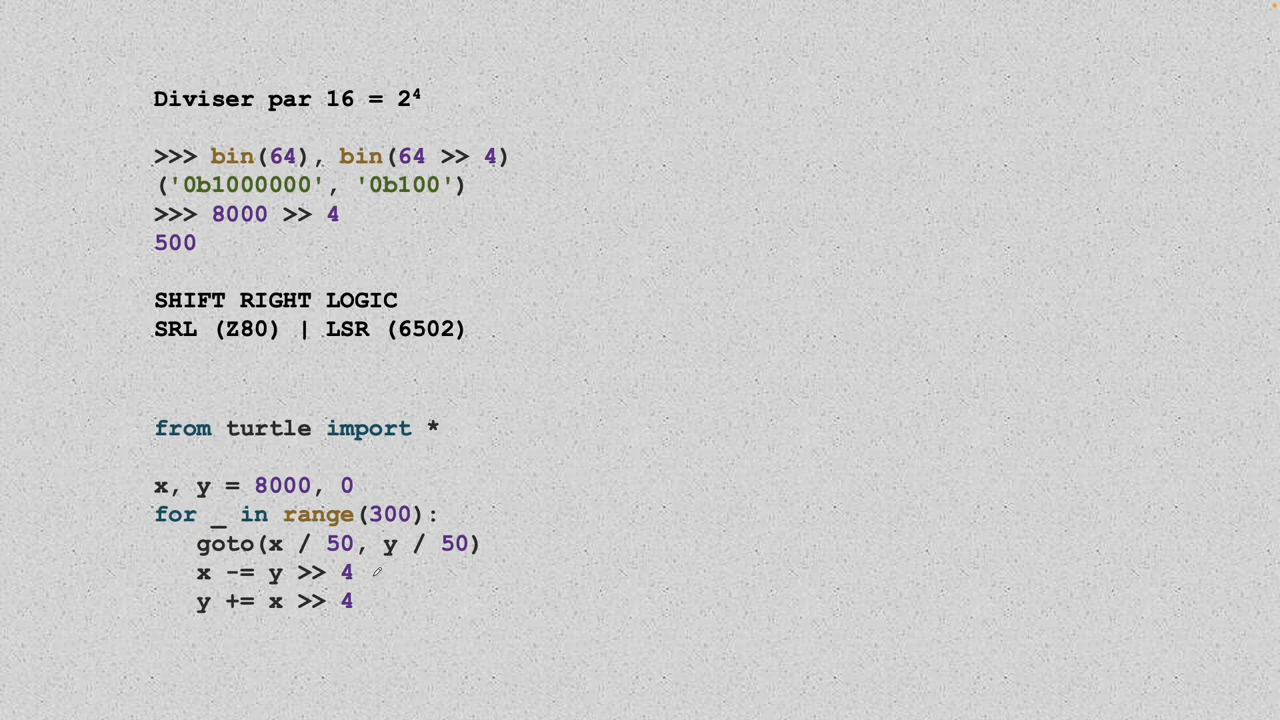 Diviser par 16 = 2⁴
>>> bin(64), bin(64 >> 4)
('0b1000000', '0b100')
>>> 8000 >> 4
500
SHIFT RIGHT LOGIC
SRL (Z80) | LSR (6502)
from turtle import *
x, y = 8000, 0
for _ in range(300):
   goto(x / 50, y / 50)
   x -= y >> 4
   y += x >> 4